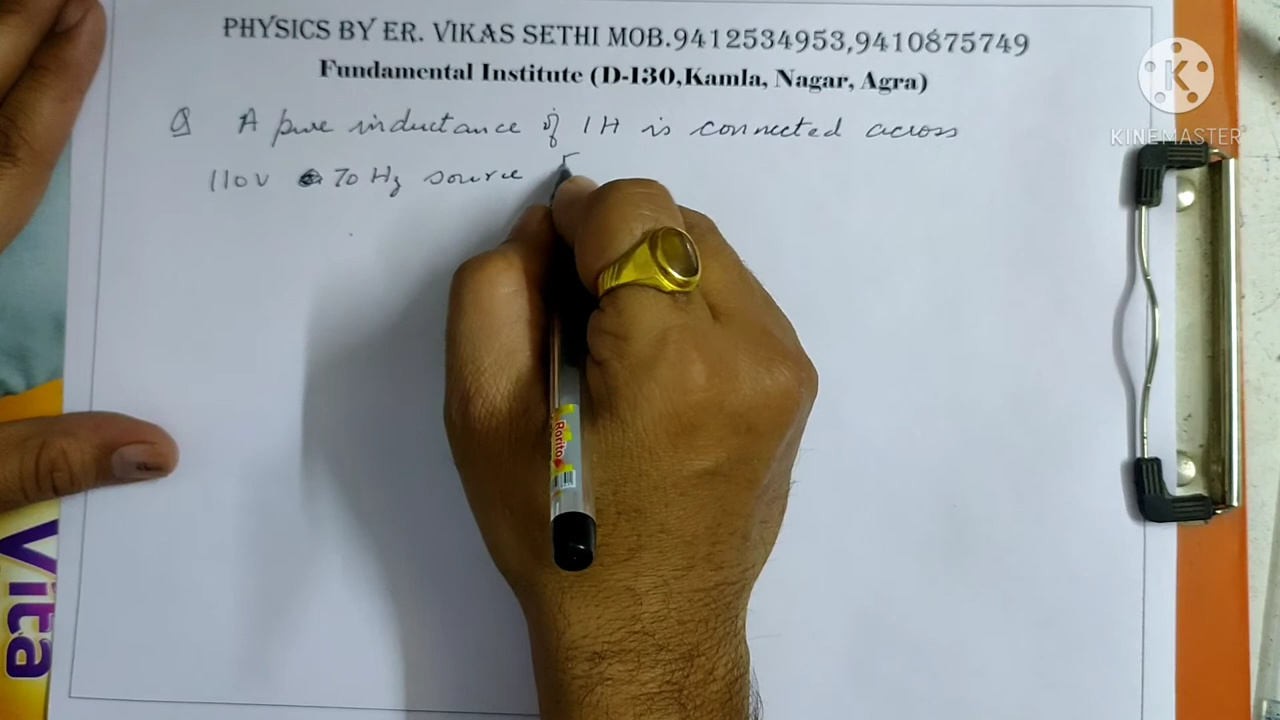 PHYSICS BY ER. VIKAS SETHI MOB.9412534953,9410875749
Fundamental Institute (D-130,Kamla, Nagar, Agra)
Q A pure inductance of 1H is connected across
110V 70 Hz source
KINEMASTER
Rorito
Vita